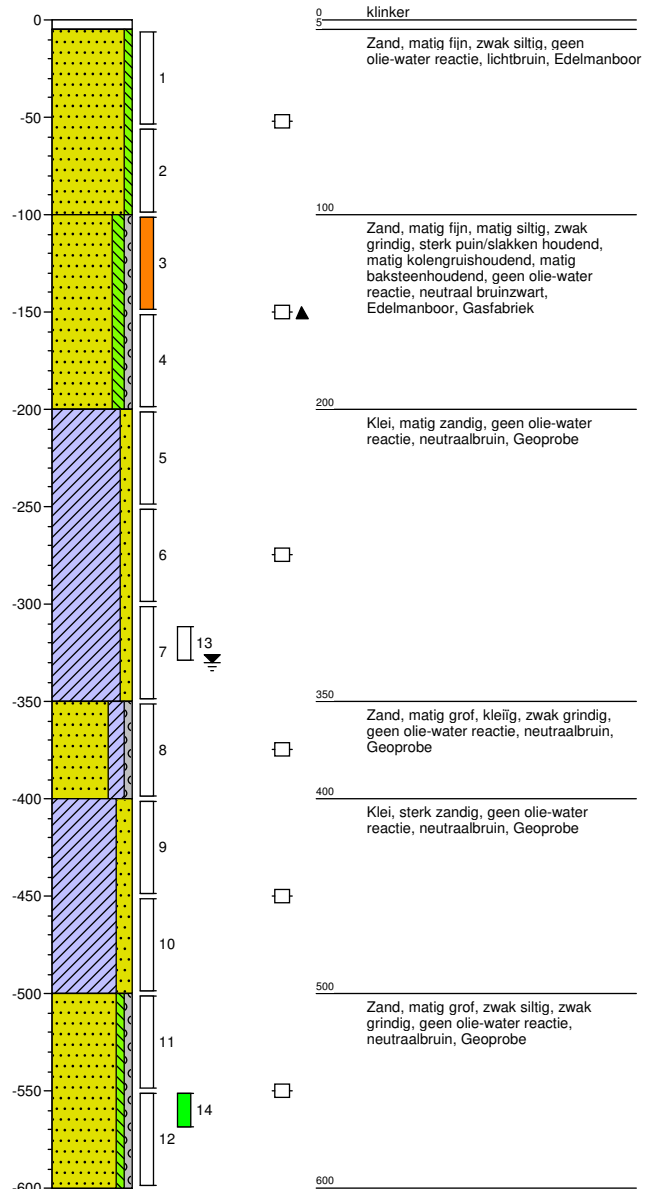 0
klinker
5
Zand, matig fijn, zwak siltig, geen
olie-water reactie, lichtbruin, Edelmanboor
1
-50
2
-100
100
Zand, matig fijn, matig siltig, zwak
grindig, sterk puin/slakken houdend,
matig kolengruishoudend, matig
baksteenhoudend, geen olie-water
reactie, neutraal bruinzwart,
Edelmanboor, Gasfabriek
3
-150
4
-200
200
Klei, matig zandig, geen olie-water
reactie, neutraalbruin, Geoprobe
5
-250
6
-300
7
13
-350
350
Zand, matig grof, kleiïg, zwak grindig,
geen olie-water reactie, neutraalbruin,
Geoprobe
8
-400
400
Klei, sterk zandig, geen olie-water
reactie, neutraalbruin, Geoprobe
9
-450
10
-500
500
Zand, matig grof, zwak siltig, zwak
grindig, geen olie-water reactie,
neutraalbruin, Geoprobe
11
-550
14
12
-600
600
0